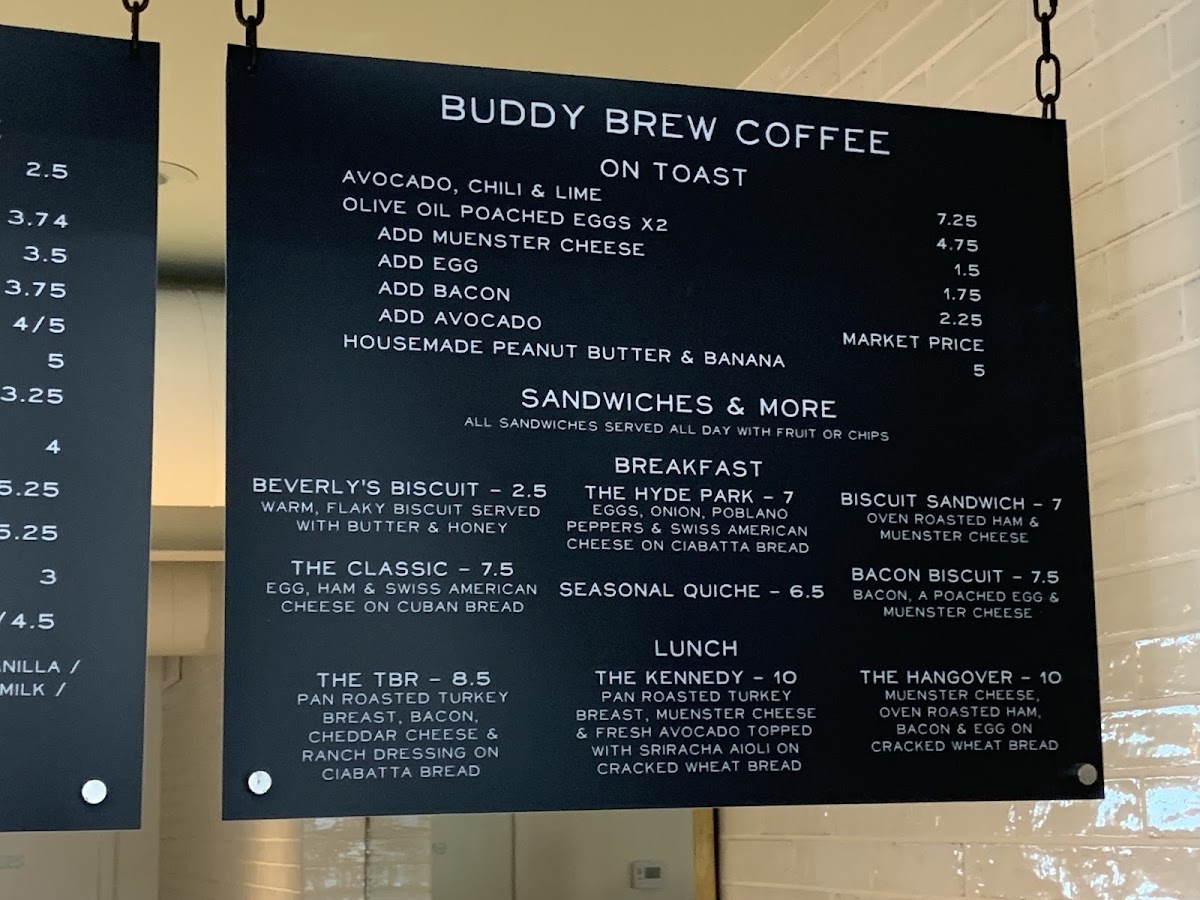 2.5
3.74
3.5
3.75
4/5
5
3.25
4
5.25
5.25
3
/4.5
MILK /
BUDDY BREW COFFEE
ON TOAST
AVOCADO, CHILI & LIME 7.25
OLIVE OIL POACHED EGGS X2 4.75
ADD MUENSTER CHEESE 1.5
ADD EGG 1.75
ADD BACON 2.25
ADD AVOCADO MARKET PRICE
HOUSEMADE PEANUT BUTTER & BANANA 5
SANDWICHES & MORE
ALL SANDWICHES SERVED ALL DAY WITH FRUIT OR CHIPS
BREAKFAST
BEVERLY'S BISCUIT – 2.5
WARM, FLAKY BISCUIT SERVED
WITH BUTTER & HONEY
THE HYDE PARK – 7
EGGS, ONION, POBLANO
PEPPERS & SWISS AMERICAN
CHEESE ON CIABATTA BREAD
BISCUIT SANDWICH – 7
OVEN ROASTED HAM &
MUENSTER CHEESE
THE CLASSIC – 7.5
EGG, HAM & SWISS AMERICAN
CHEESE ON CUBAN BREAD
SEASONAL QUICHE – 6.5
BACON BISCUIT – 7.5
BACON, A POACHED EGG &
MUENSTER CHEESE
LUNCH
THE TBR – 8.5
PAN ROASTED TURKEY
BREAST, BACON,
CHEDDAR CHEESE &
RANCH DRESSING ON
CIABATTA BREAD
THE KENNEDY – 10
PAN ROASTED TURKEY
BREAST, MUENSTER CHEESE
& FRESH AVOCADO TOPPED
WITH SRIRACHA AIOLI ON
CRACKED WHEAT BREAD
THE HANGOVER – 10
MUENSTER CHEESE,
OVEN ROASTED HAM,
BACON & EGG ON
CRACKED WHEAT BREAD